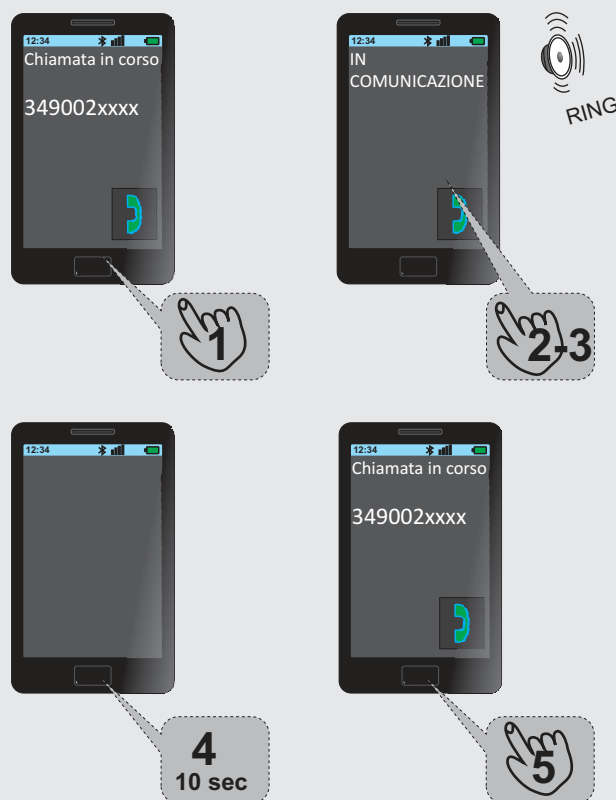 12:34
Chiamata in corso
349002xxxx
1
12:34
IN
COMUNICAZIONE
RING
2-3
12:34
4
10 sec
12:34
Chiamata in corso
349002xxxx
5